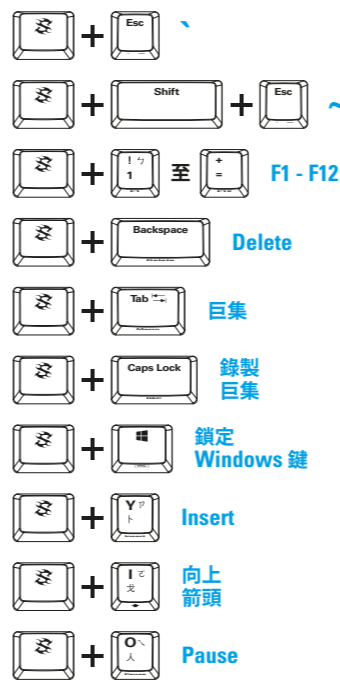 + Esc `
+ Shift + Esc ~
+ ! ㄅ 1 至 + = F1 - F12
+ Backspace Delete
+ Tab 巨集
+ Caps Lock 錄製
巨集
+ 鎖定
Windows 鍵
+ Y ㄗ ㄏ Insert
+ I ㄛ 戈 向上
箭頭
+ O ㄟ 人 Pause